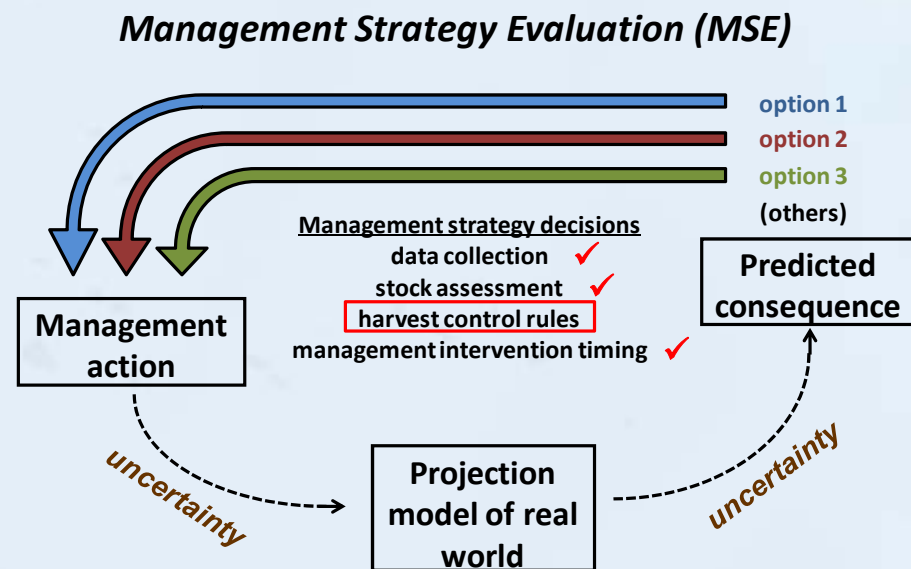 Management Strategy Evaluation (MSE)
option 1
option 2
option 3
(others)
Management strategy decisions
data collection
stock assessment
harvest control rules
management intervention timing
Predicted
consequence
Management
action
uncertainty
Projection
model of real
world
uncertainty